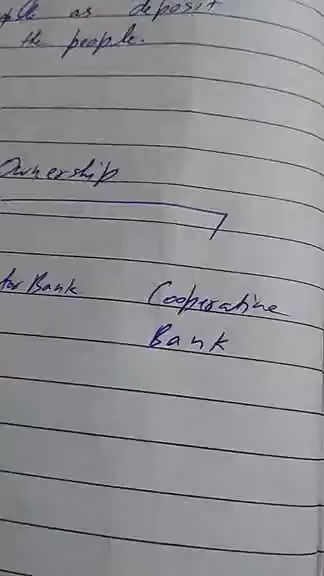 as deposit
the people.
Ownership
Bank Cooperative
Bank